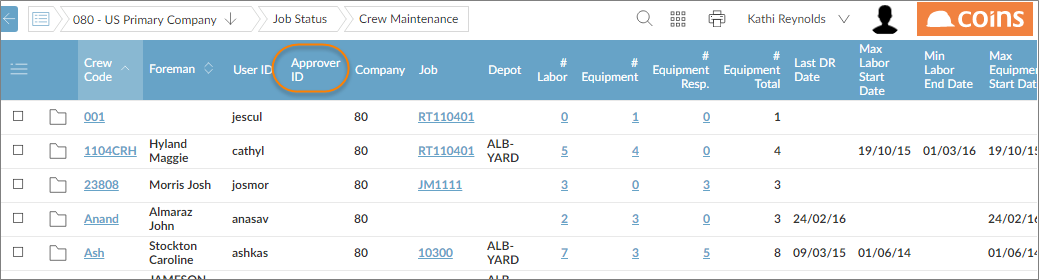 080 - US Primary Company Job Status Crew Maintenance Kathi Reynolds coins
Crew Code Foreman User ID Approver ID Company Job Depot # Labor # Equipment # Equipment Resp. # Equipment Total Last DR Date Max Labor Start Date Min Labor End Date Max Equipme Start Date
001 jescul 80 RT110401 0 1 0 1
1104CRH Hyland Maggie cathyl 80 RT110401 ALB-YARD 5 4 0 4 19/10/15 01/03/16 19/10/15
23808 Morris Josh josmor 80 JM1111 3 0 3 3
Anand Almaraz John anasav 80 2 3 0 3 24/02/16 24/02/16
Ash Stockton Caroline ashkas 80 10300 ALB-YARD 7 3 5 8 09/03/15 01/06/14 01/06/14
JAMESON ALB-